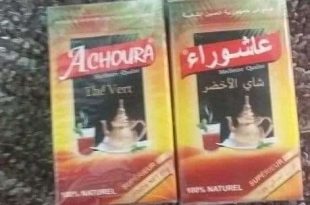 ACHOURA
Meilleure Qualité
Thé Vert
SUPERIEUR
100% NATUREL
عاشوراء
Meilleure Qualité
شاي الأخضر
SUPERIEUR
100% NATUREL